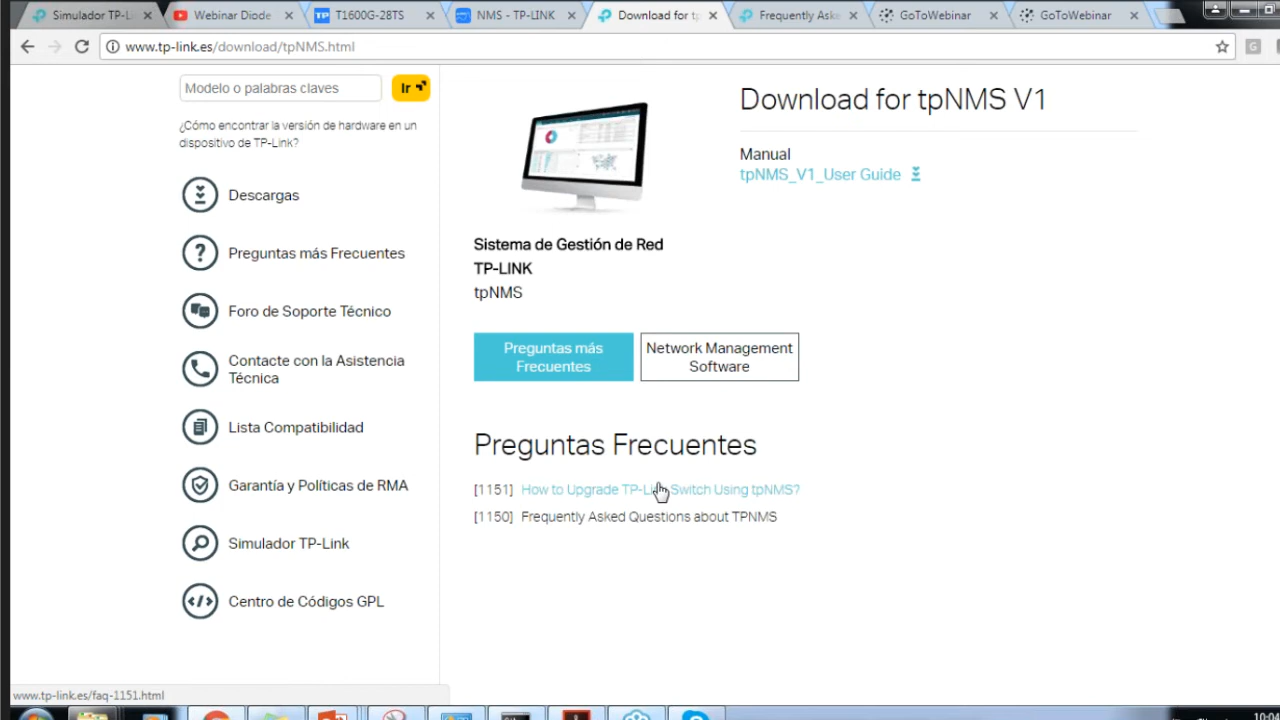 Simulador TP-Li
Webinar Diode
T1600G-28TS
NMS - TP-LINK
Download for tp
Frequently Aske
GoToWebinar
GoToWebinar
www.tp-link.es/download/tpNMS.html
Modelo o palabras claves
Ir
¿Cómo encontrar la versión de hardware en un
dispositivo de TP-Link?
Descargas
Preguntas más Frecuentes
Foro de Soporte Técnico
Contacte con la Asistencia
Técnica
Lista Compatibilidad
Garantía y Políticas de RMA
Simulador TP-Link
Centro de Códigos GPL
Download for tpNMS V1
Manual
tpNMS_V1_User Guide
Sistema de Gestión de Red
TP-LINK
tpNMS
Preguntas más
Frecuentes
Network Management
Software
Preguntas Frecuentes
[1151] How to Upgrade TP-Link Switch Using tpNMS?
[1150] Frequently Asked Questions about TPNMS
www.tp-link.es/faq-1151.html